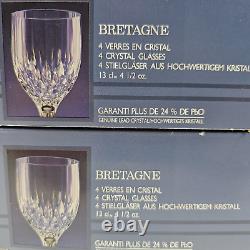 BRETAGNE
4 VERRES EN CRISTAL
4 CRYSTAL GLASSES
4 STIELGLÄSER AUS HOCHWERTIGEM KRISTALL
13 cl. 4 1/2 oz.
GARANTI PLUS DE 24 % DE PbO
GENUINE LEAD CRYSTAL/HOCHWERTIGES KRISTALL
BRETAGNE
4 VERRES EN CRISTAL
4 CRYSTAL GLASSES
4 STIELGLÄSER AUS HOCHWERTIGEM KRISTALL
13 cl. 4 1/2 oz.
GARANTI PLUS DE 24 % DE PbO